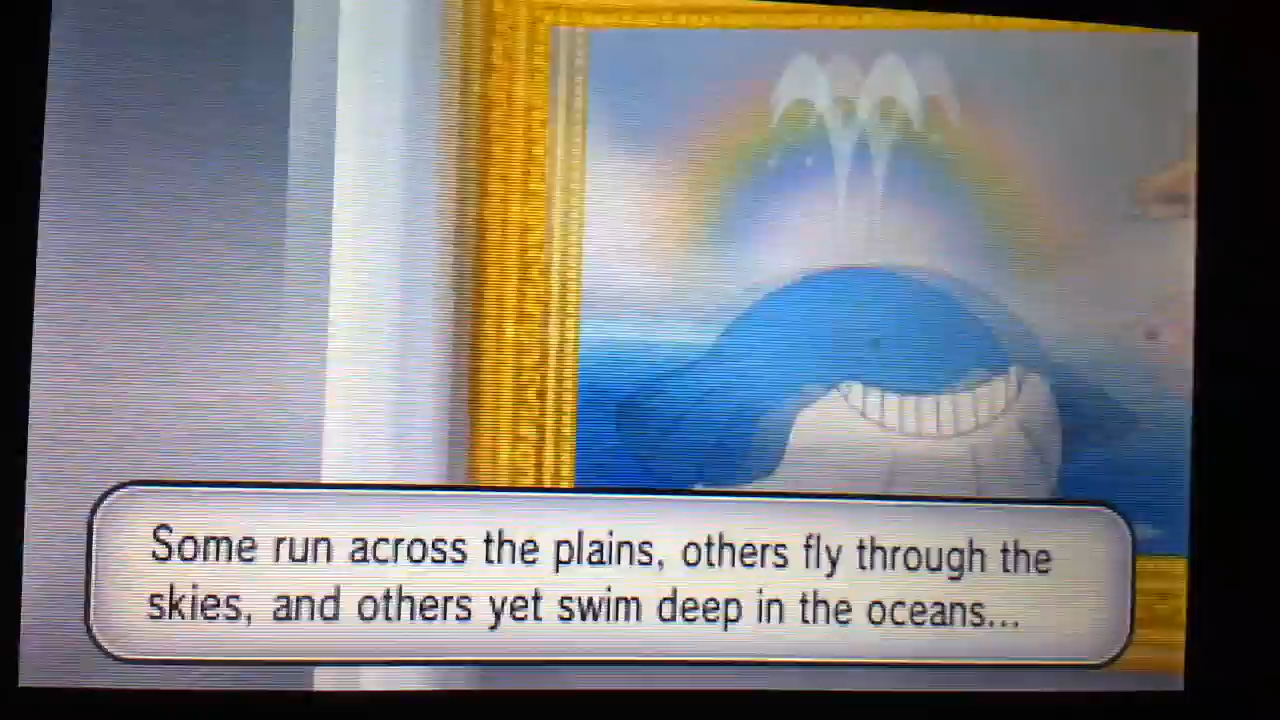 Some run across the plains, others fly through the
skies, and others yet swim deep in the oceans...